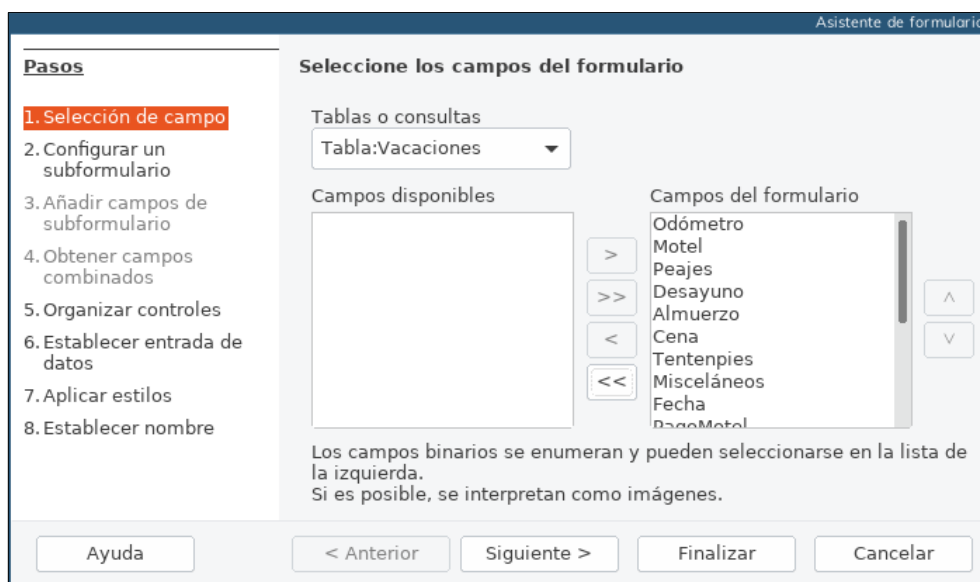 Asistente de formulario
Pasos
1. Selección de campo
2. Configurar un
subformulario
3. Añadir campos de
subformulario
4. Obtener campos
combinados
5. Organizar controles
6. Establecer entrada de
datos
7. Aplicar estilos
8. Establecer nombre
Seleccione los campos del formulario
Tablas o consultas
Tabla:Vacaciones
Campos disponibles
Campos del formulario
>
>>
<
<<
Odómetro
Motel
Peajes
Desayuno
Almuerzo
Cena
Tentenpies
Misceláneos
Fecha
PagoMotel
Los campos binarios se enumeran y pueden seleccionarse en la lista de
la izquierda.
Si es posible, se interpretan como imágenes.
Ayuda
< Anterior
Siguiente >
Finalizar
Cancelar